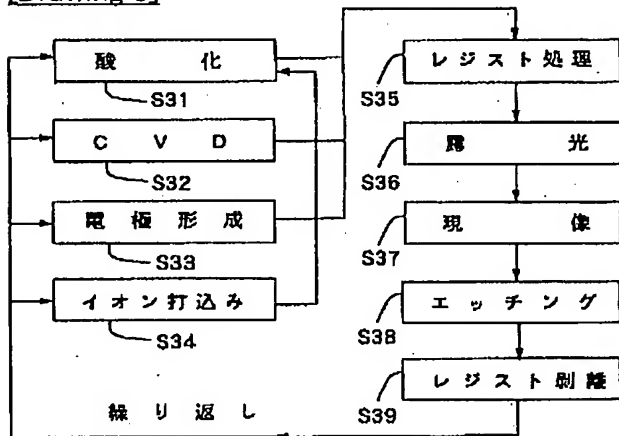 酸化
S31
CVD
S32
電極形成
S33
イオン打込み
S34
繰り返し
レジスト処理
S35
露光
S36
現像
S37
エッチング
S38
レジスト剥離
S39